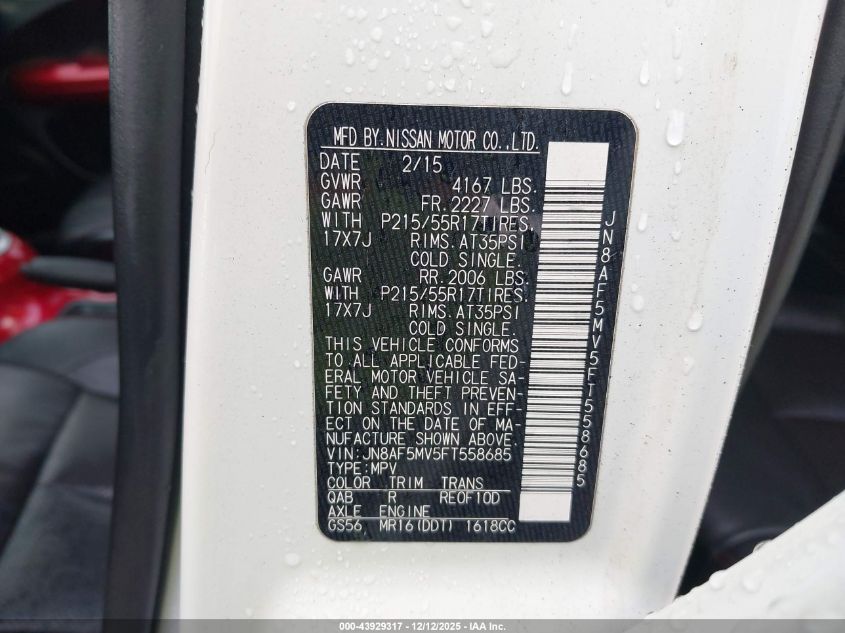 MFD BY.NISSAN MOTOR CO.,LTD.
DATE 2/15
GVWR 4167 LBS.
GAWR FR.2227 LBS.
WITH P215/55R17TIRES.
17X7J RIMS.AT35PSI
COLD SINGLE.
GAWR RR.2006 LBS.
WITH P215/55R17TIRES.
17X7J RIMS.AT35PSI
COLD SINGLE.
THIS VEHICLE CONFORMS
TO ALL APPLICABLE FED-
ERAL MOTOR VEHICLE SA-
FETY AND THEFT PREVEN-
TION STANDARDS IN EFF-
ECT ON THE DATE OF MA-
NUFACTURE SHOWN ABOVE.
VIN:JN8AF5MV5FT558685
TYPE:MPV
COLOR TRIM TRANS
QAB R RE0F10D
AXLE ENGINE
GS56 MR16(DDT) 1618CC
JN8AF5MV5FT558685
000-43929317 - 12/12/2025 - IAA Inc.